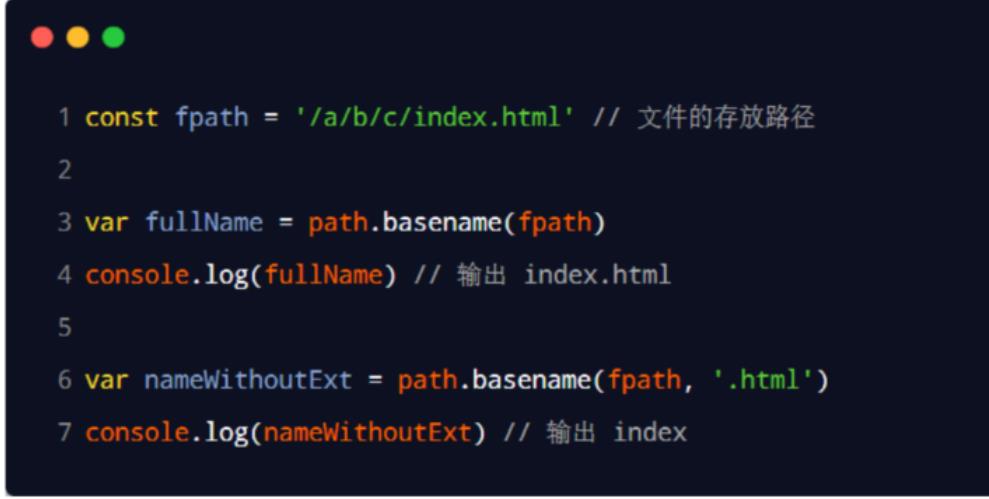 1 const fpath = '/a/b/c/index.html' // 文件的存放路径
2
3 var fullName = path.basename(fpath)
4 console.log(fullName) // 输出 index.html
5
6 var nameWithoutExt = path.basename(fpath, '.html')
7 console.log(nameWithoutExt) // 输出 index